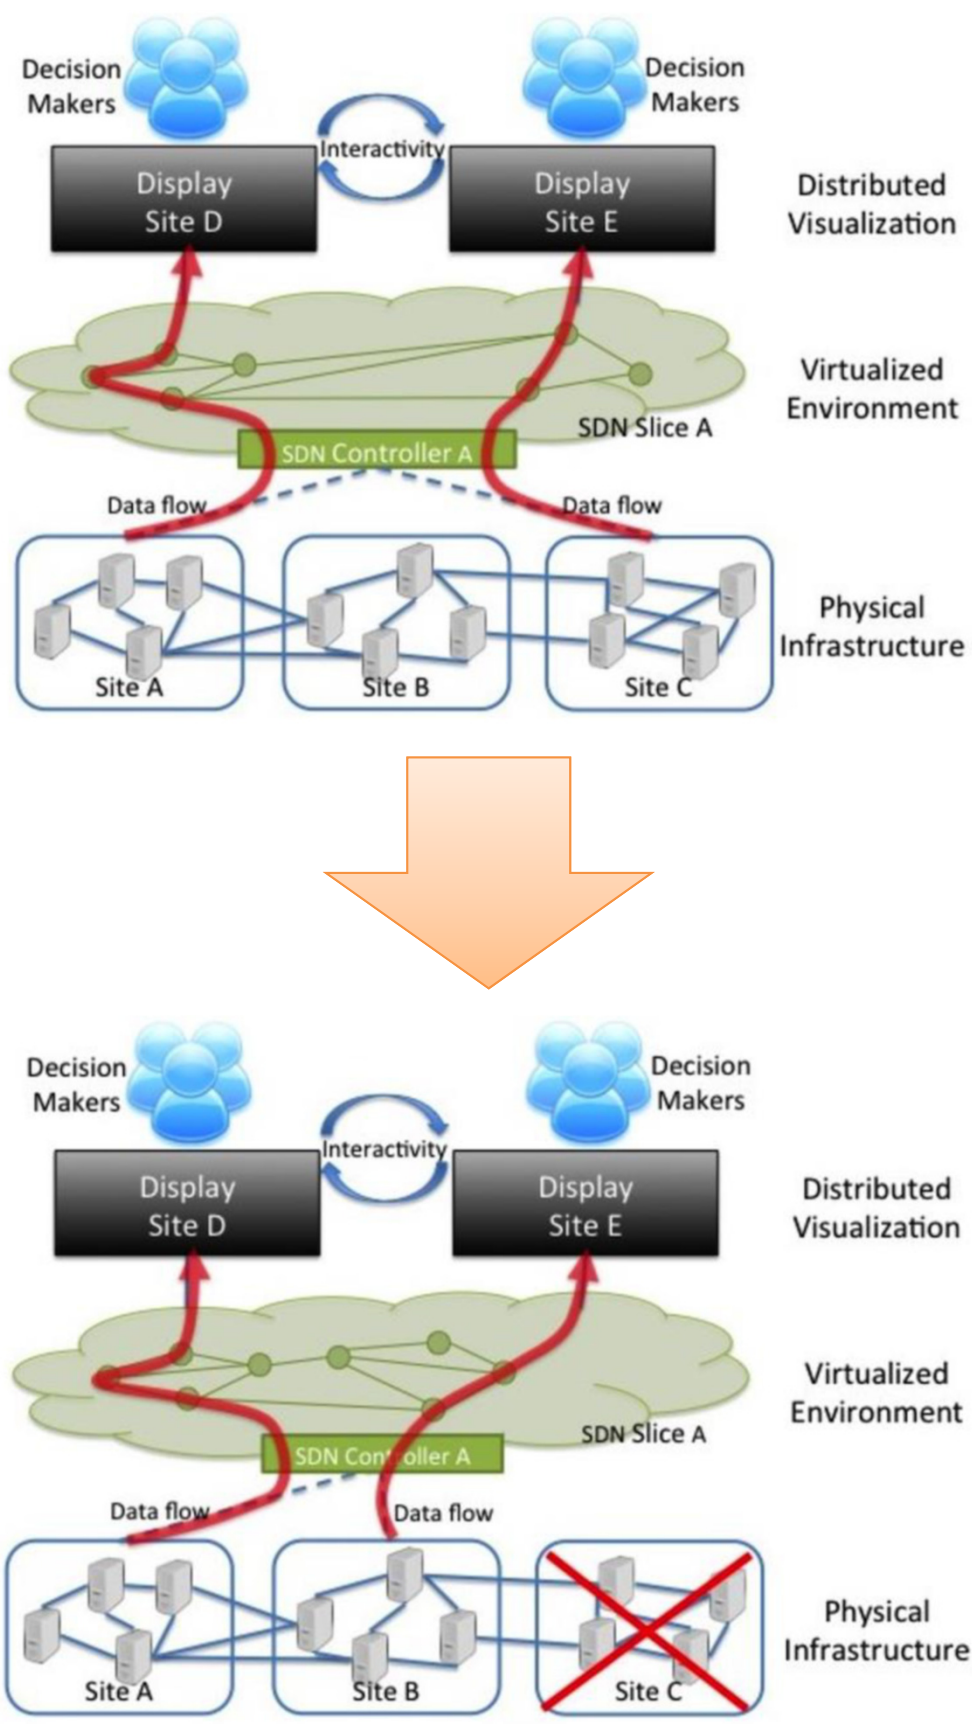 Decision
Makers
Decision
Makers
Interactivity
Display
Site D
Display
Site E
Distributed
Visualization
Virtualized
Environment
SDN Slice A
SDN Controller A
Data flow
Data flow
Site A
Site B
Site C
Physical
Infrastructure
Decision
Makers
Decision
Makers
Interactivity
Display
Site D
Display
Site E
Distributed
Visualization
Virtualized
Environment
SDN Slice A
SDN Controller A
Data flow
Data flow
Site A
Site B
Site C
Physical
Infrastructure